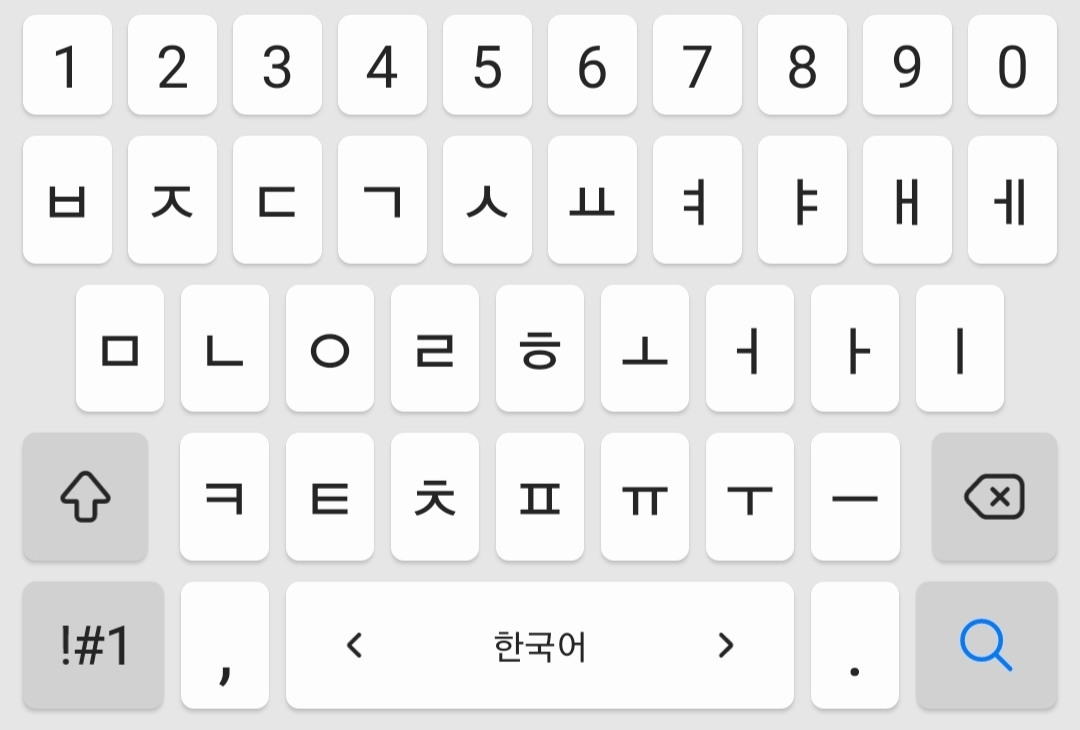 1 2 3 4 5 6 7 8 9 0
ㅂ ㅈ ㄷ ㄱ ㅅ ㅛ ㅕ ㅑ ㅐ ㅔ
ㅁ ㄴ ㅇ ㄹ ㅎ ㅗ ㅓ ㅏ ㅣ
ㅋ ㅌ ㅊ ㅍ ㅠ ㅜ ㅡ
!#1 , < 한국어 > .